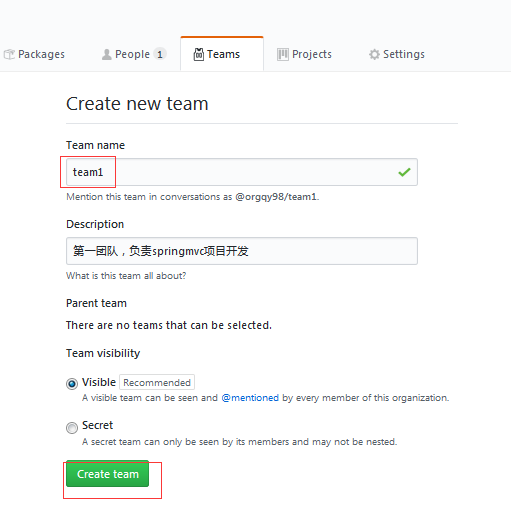 Packages People 1 Teams Projects Settings
Create new team
Team name
team1
Mention this team in conversations as @orgqy98/team1.
Description
第一团队，负责springmvc项目开发
What is this team all about?
Parent team
There are no teams that can be selected.
Team visibility
Visible Recommended
A visible team can be seen and @mentioned by every member of this organization.
Secret
A secret team can only be seen by its members and may not be nested.
Create team